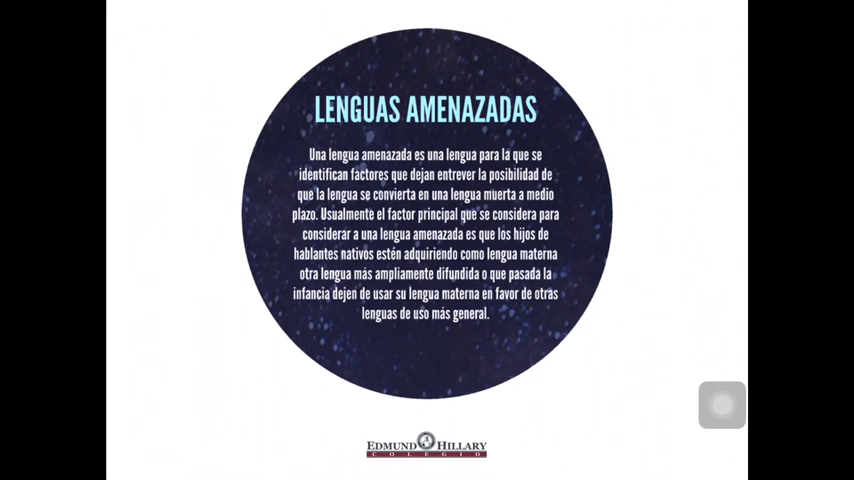 LENGUAS AMENAZADAS
Una lengua amenazada es una lengua para la que se
identifican factores que dejan entrever la posibilidad de
que la lengua se convierta en una lengua muerta a medio
plazo. Usualmente el factor principal que se considera para
considerar a una lengua amenazada es que los hijos de
hablantes nativos estén adquiriendo como lengua materna
otra lengua más ampliamente difundida o que pasada la
infancia dejen de usar su lengua materna en favor de otras
lenguas de uso más general.
EDMUND HILLARY
COLEGIO